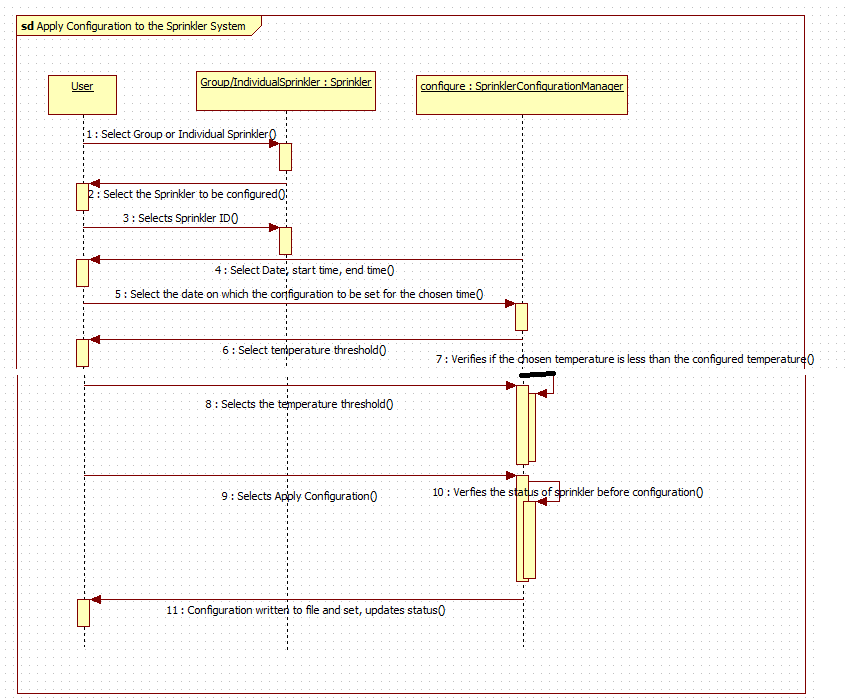 sd Apply Configuration to the Sprinkler System
User
Group/IndividualSprinkler : Sprinkler
configure : SprinklerConfigurationManager
1 : Select Group or Individual Sprinkler()
2 : Select the Sprinkler to be configured()
3 : Selects Sprinkler ID()
4 : Select Date, start time, end time()
5 : Select the date on which the configuration to be set for the chosen time()
6 : Select temperature threshold()
7 : Verifies if the chosen temperature is less than the configured temperature()
8 : Selects the temperature threshold()
9 : Selects Apply Configuration()
10 : Verfies the status of sprinkler before configuration()
11 : Configuration written to file and set, updates status()